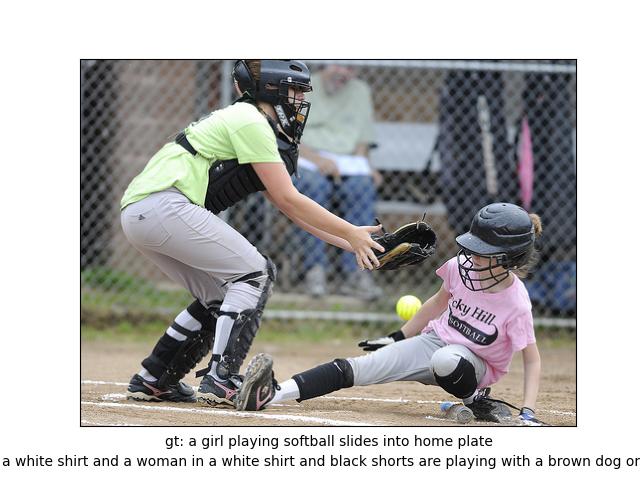 cky Hill
SOFTBALL
gt: a girl playing softball slides into home plate
a white shirt and a woman in a white shirt and black shorts are playing with a brown dog or